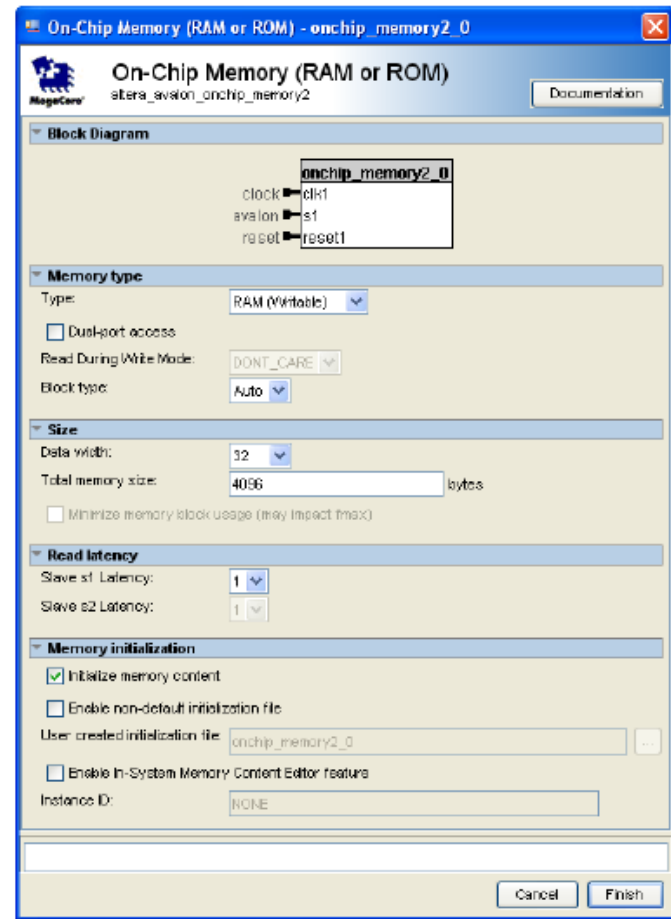 On-Chip Memory (RAM or ROM) - onchip_memory2_0
MegaCore'
On-Chip Memory (RAM or ROM)
altera_avalon_onchip_memory2
Documentation
Block Diagram
onchip_memory2_0
clock clk1
avalon s1
reset reset1
Memory type
Type: RAM (Writable)
Dual-port access
Read During Write Mode: DONT_CARE
Block type: Auto
Size
Data width: 32
Total memory size: 4096 bytes
Minimize memory block usage (may impact fmax)
Read latency
Slave s1 Latency: 1
Slave s2 Latency: 1
Memory initialization
Initialize memory content
Enable non-default initialization file
User created initialization file: onchip_memory2_0 ...
Enable In-System Memory Content Editor feature
Instance ID: NONE
Cancel Finish